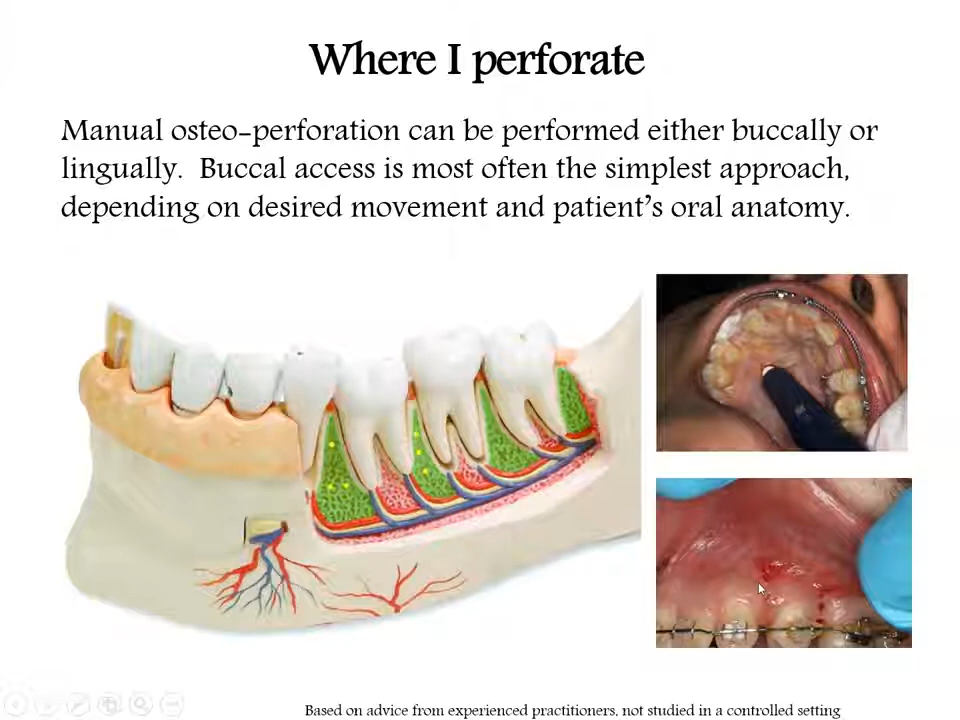 Where I perforate
Manual osteo-perforation can be performed either buccally or
lingually.  Buccal access is most often the simplest approach,
depending on desired movement and patient's oral anatomy.
Based on advice from experienced practitioners, not studied in a controlled setting